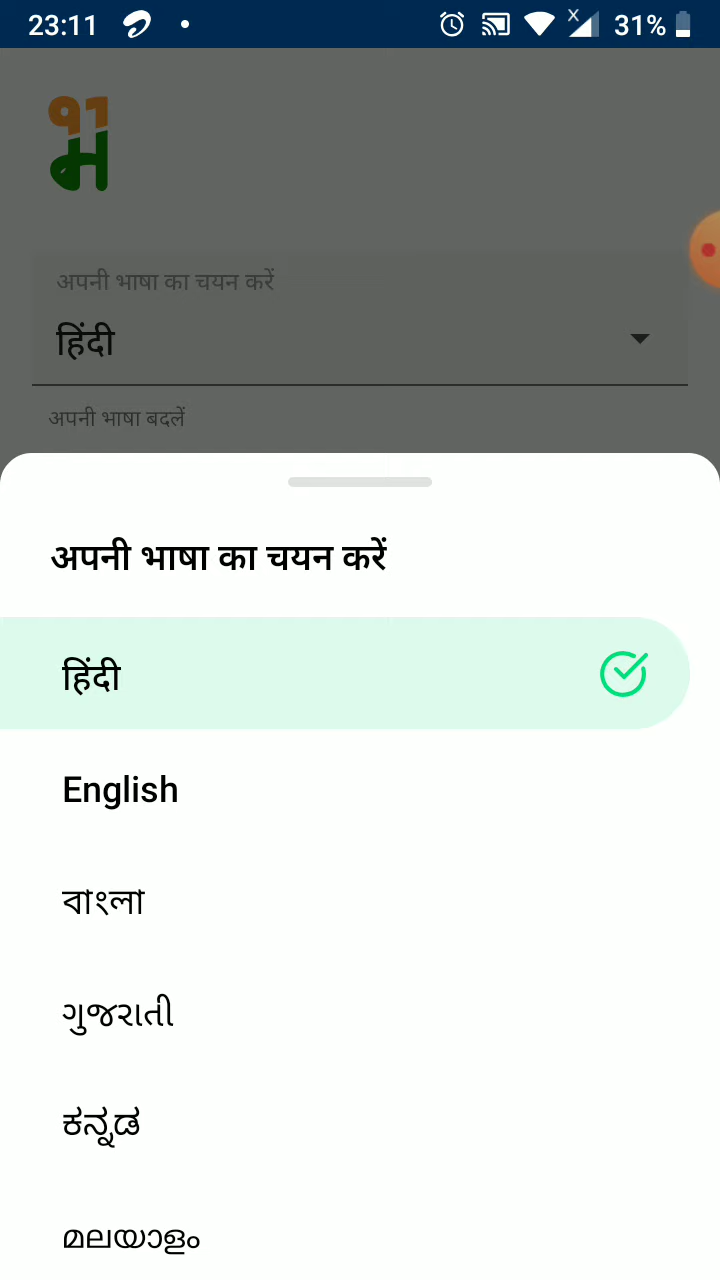 23:11
31%
अपनी भाषा का चयन करें
हिंदी
अपनी भाषा बदलें
अपनी भाषा का चयन करें
हिंदी
English
বাংলা
ગુજરાતી
ಕನ್ನಡ
മലയാളം